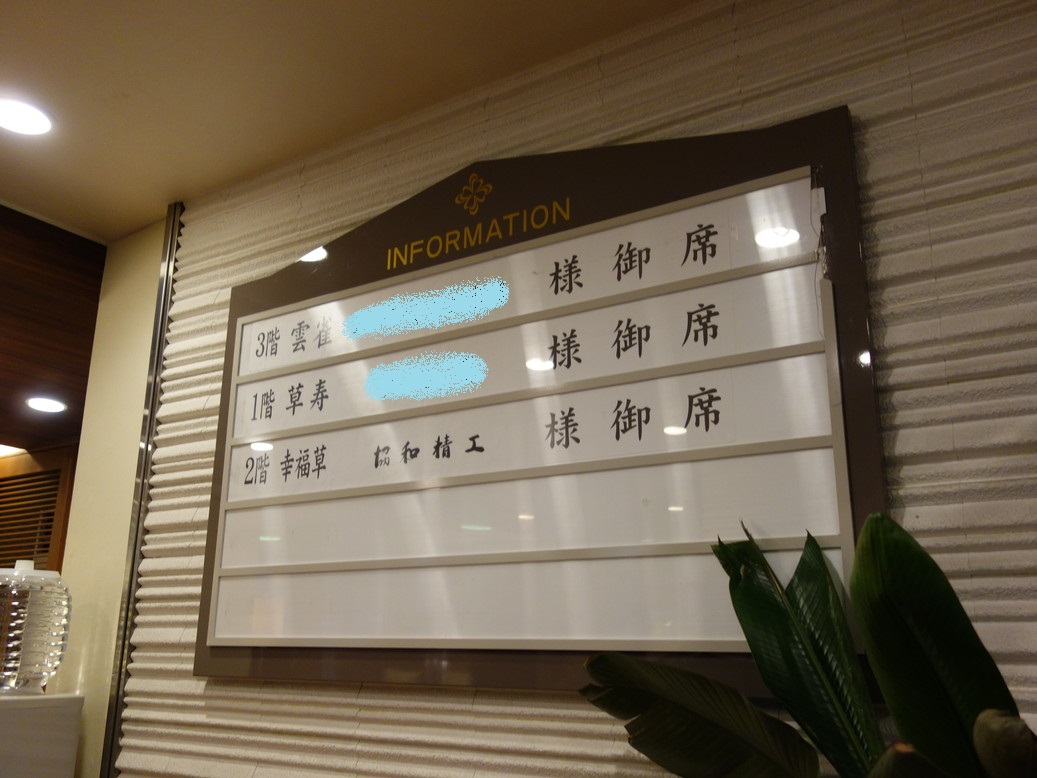 INFORMATION
3階 雲雀 様 御 席
1階 草寿 様 御 席
2階 幸福草 協和精工 様 御 席